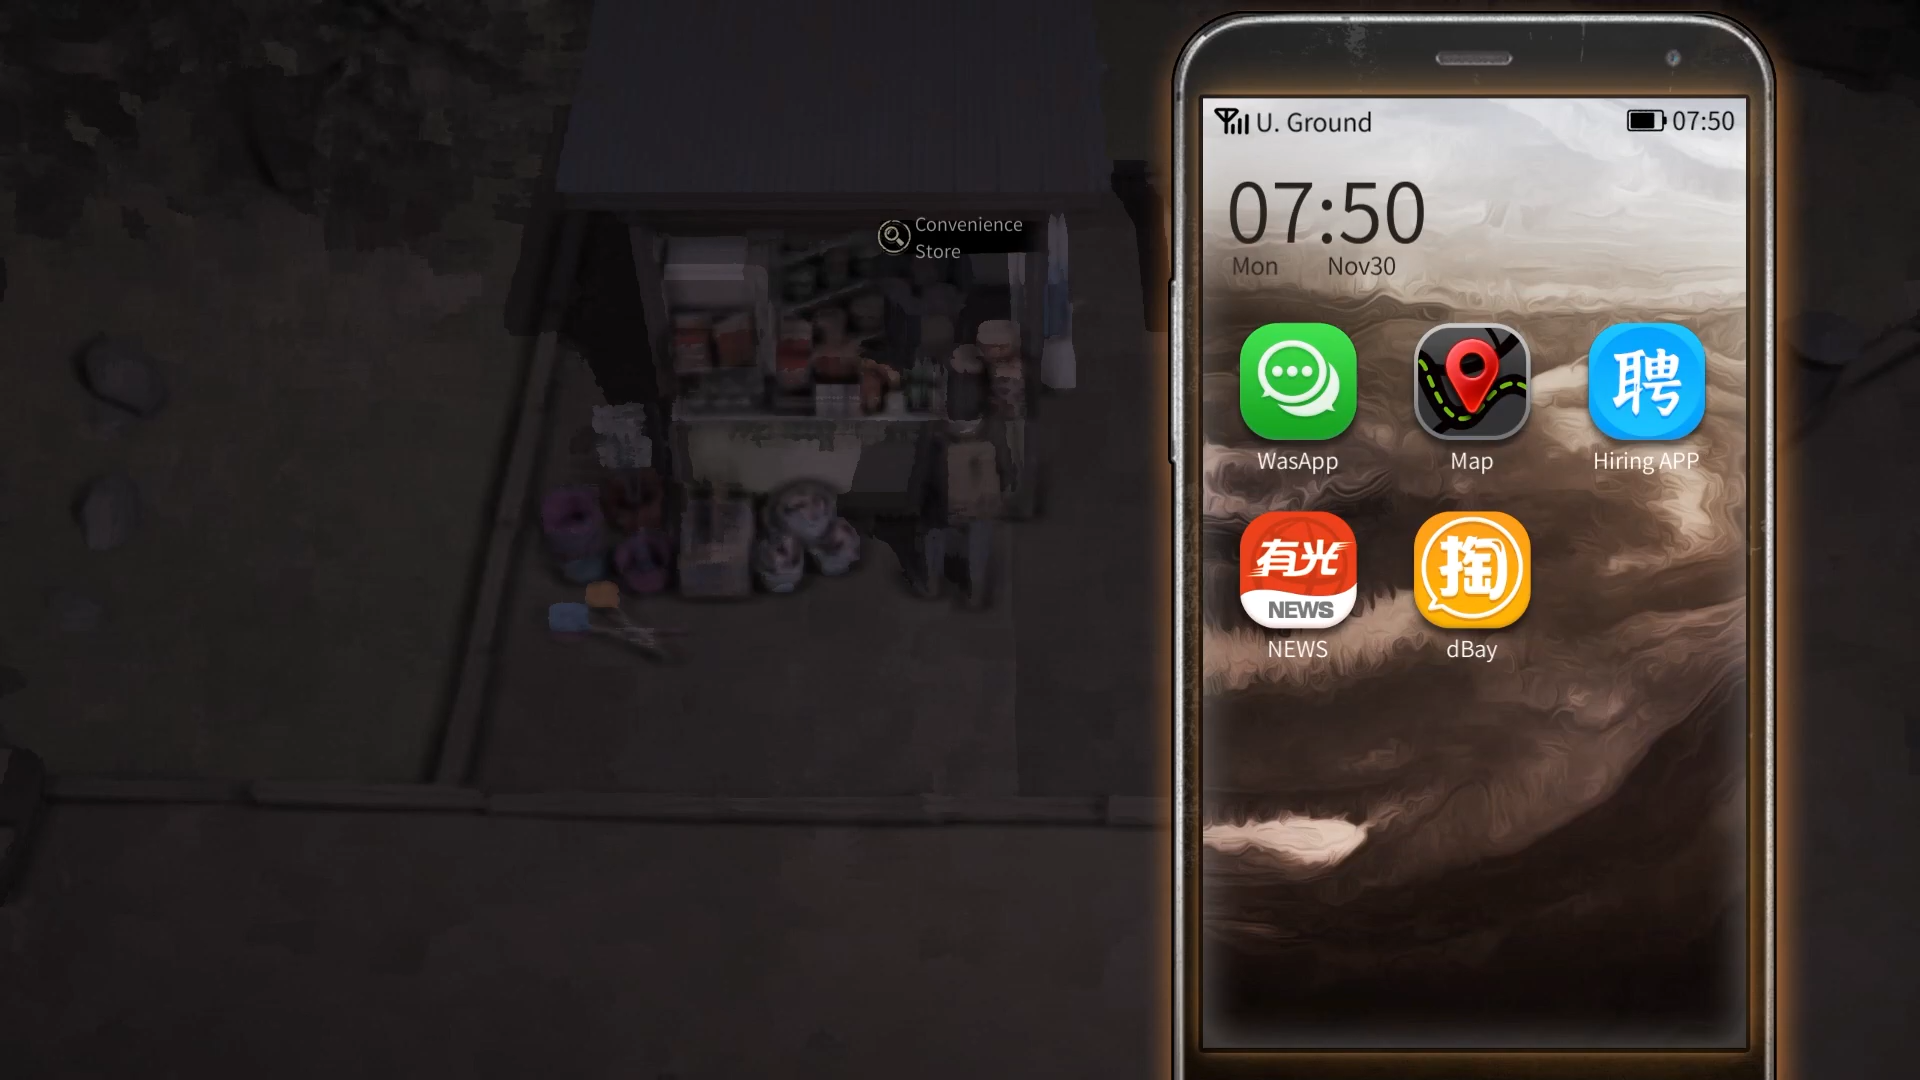 Convenience
Store
U. Ground
07:50
07:50
Mon Nov30
聘
WasApp
Map
Hiring APP
有光
NEWS
掏
NEWS
dBay